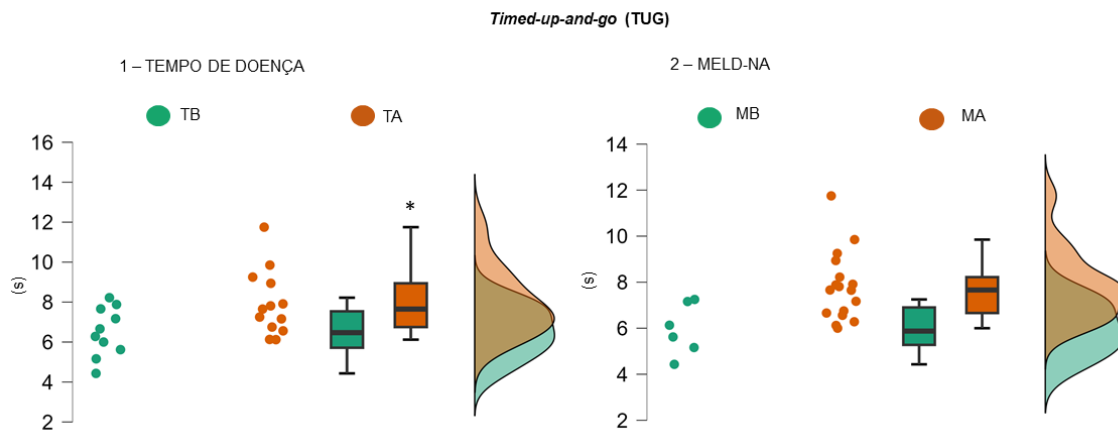 Timed-up-and-go (TUG)
1 – TEMPO DE DOENÇA
TB
TA
16
14
12
10
8
6
4
2
(s)
*
2 – MELD-NA
MB
MA
14
12
10
8
6
4
2
(s)